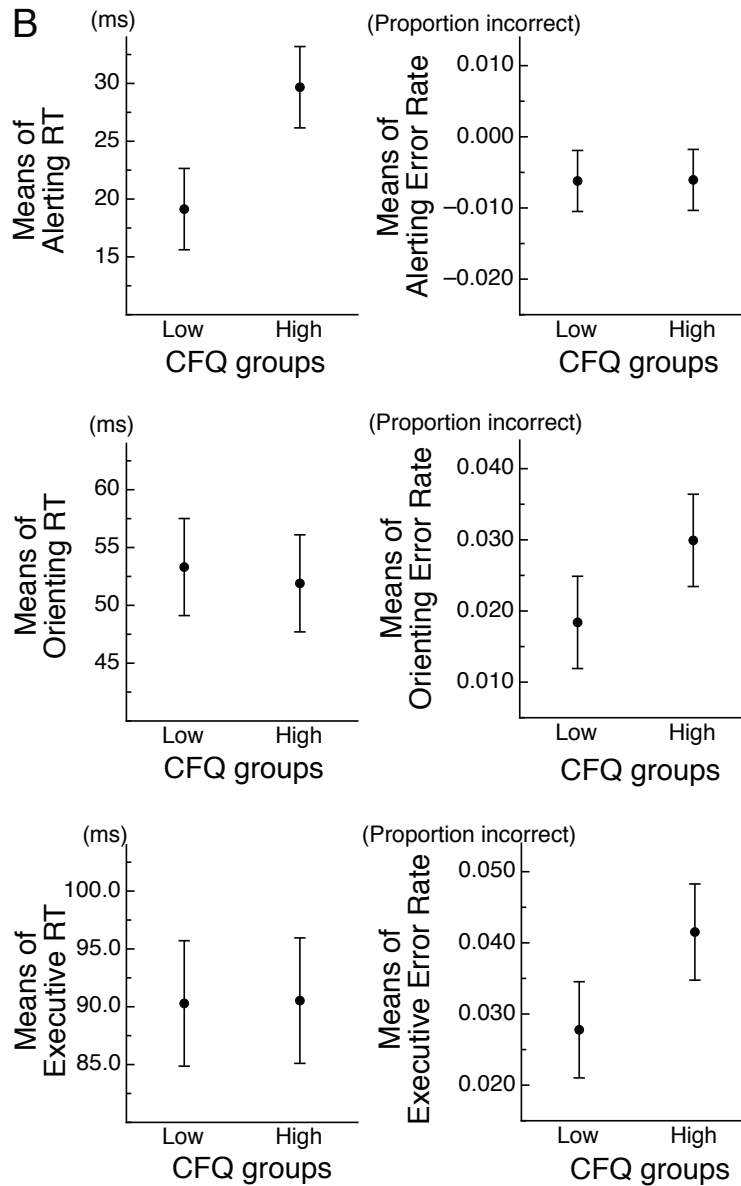 B
(ms)
30
25
20
15
Means of
Alerting RT
Low
High
CFQ groups
(Proportion incorrect)
0.010
0.000
−0.010
−0.020
Means of
Alerting Error Rate
Low
High
CFQ groups
(ms)
60
55
50
45
Means of
Orienting RT
Low
High
CFQ groups
(Proportion incorrect)
0.040
0.030
0.020
0.010
Means of
Orienting Error Rate
Low
High
CFQ groups
(ms)
100.0
95.0
90.0
85.0
Means of
Executive RT
Low
High
CFQ groups
(Proportion incorrect)
0.050
0.040
0.030
0.020
Means of
Executive Error Rate
Low
High
CFQ groups